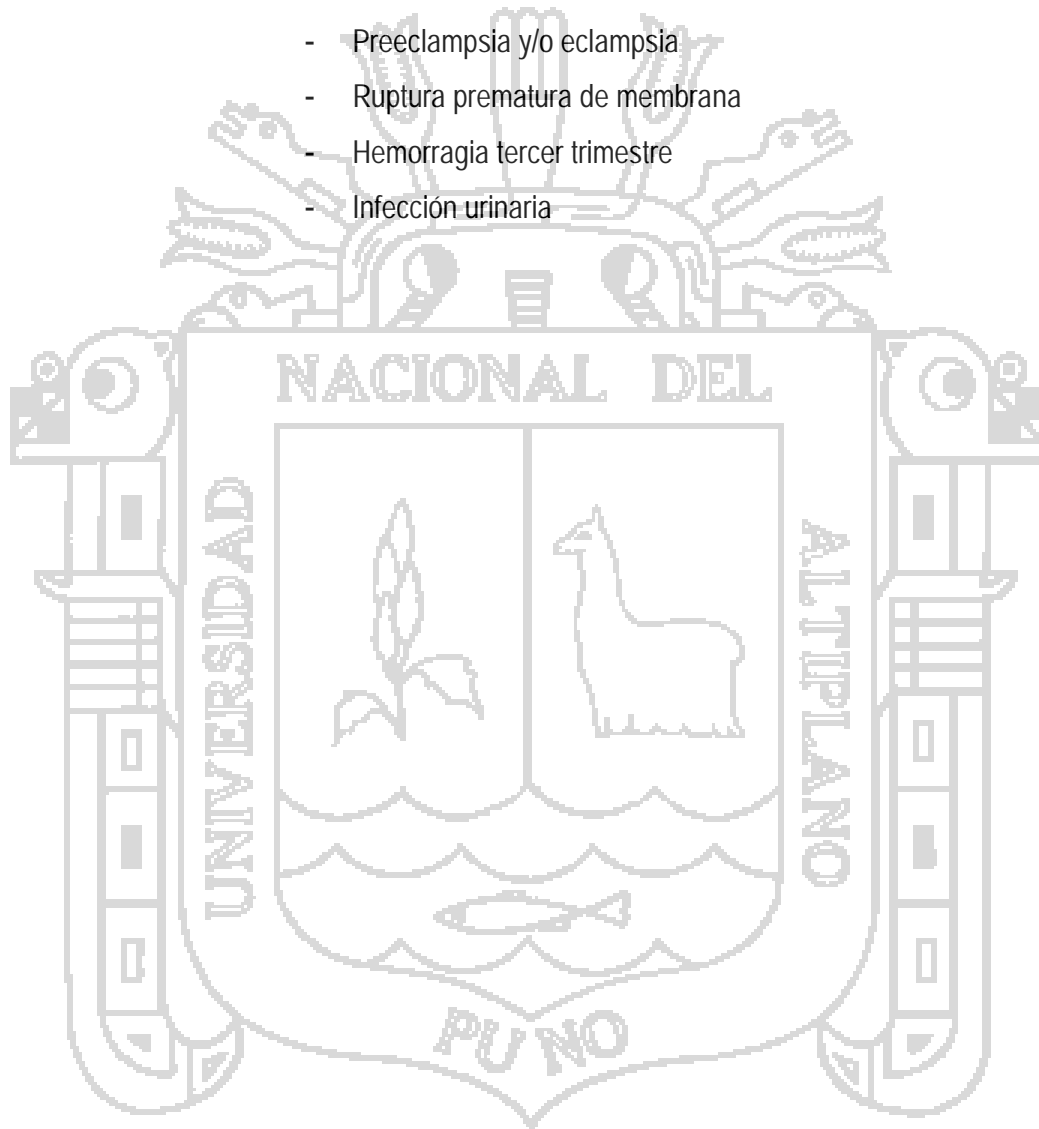 - Preeclampsia y/o eclampsia
- Ruptura prematura de membrana
- Hemorragia tercer trimestre
- Infección urinaria
NACIONAL DEL
UNIVERSIDAD
ALTIPLANO
PUNO